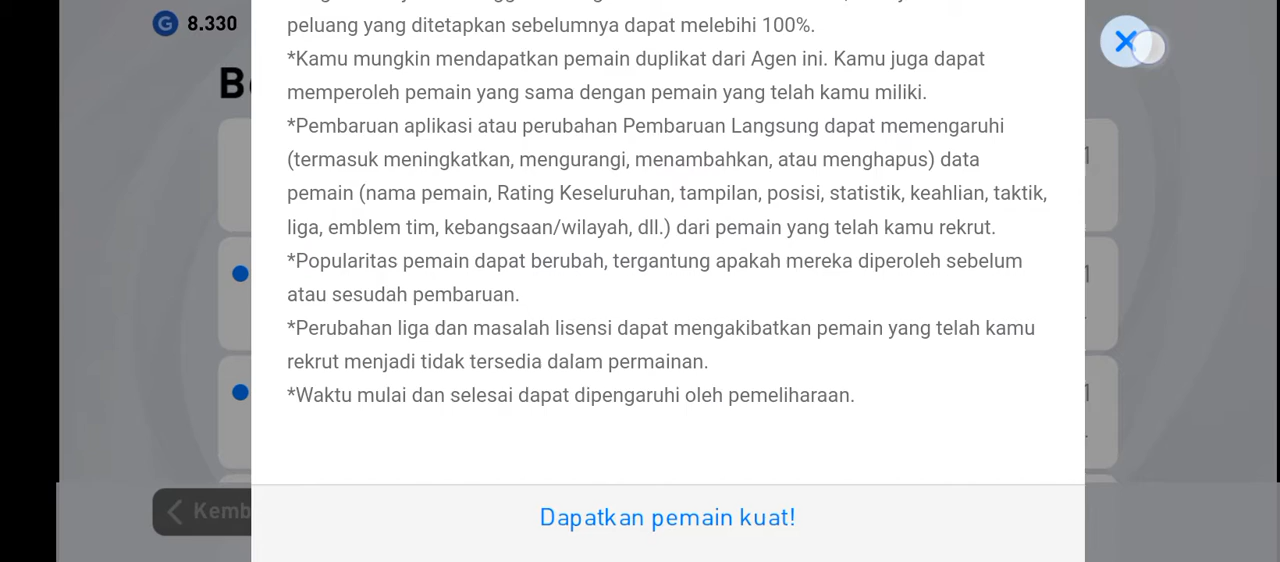 G 8.330
peluang yang ditetapkan sebelumnya dapat melebihi 100%.
*Kamu mungkin mendapatkan pemain duplikat dari Agen ini. Kamu juga dapat
memperoleh pemain yang sama dengan pemain yang telah kamu miliki.
*Pembaruan aplikasi atau perubahan Pembaruan Langsung dapat memengaruhi
(termasuk meningkatkan, mengurangi, menambahkan, atau menghapus) data
pemain (nama pemain, Rating Keseluruhan, tampilan, posisi, statistik, keahlian, taktik,
liga, emblem tim, kebangsaan/wilayah, dll.) dari pemain yang telah kamu rekrut.
*Popularitas pemain dapat berubah, tergantung apakah mereka diperoleh sebelum
atau sesudah pembaruan.
*Perubahan liga dan masalah lisensi dapat mengakibatkan pemain yang telah kamu
rekrut menjadi tidak tersedia dalam permainan.
*Waktu mulai dan selesai dapat dipengaruhi oleh pemeliharaan.
Kemb
Dapatkan pemain kuat!